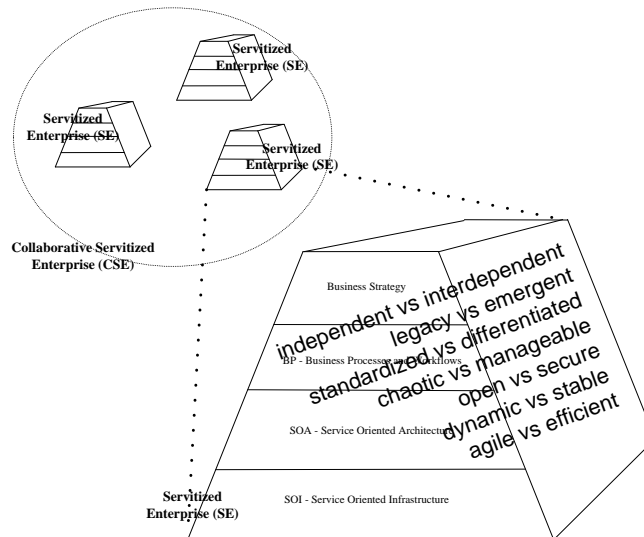 Servitized
Enterprise (SE)
Servitized
Enterprise (SE)
Servitized
Enterprise (SE)
Collaborative Servitized
Enterprise (CSE)
Business Strategy
BP - Business Processes and Workflows
SOA - Service Oriented Architecture
SOI - Service Oriented Infrastructure
independent vs interdependent
legacy vs emergent
standardized vs differentiated
chaotic vs manageable
open vs secure
dynamic vs stable
agile vs efficient
Servitized
Enterprise (SE)